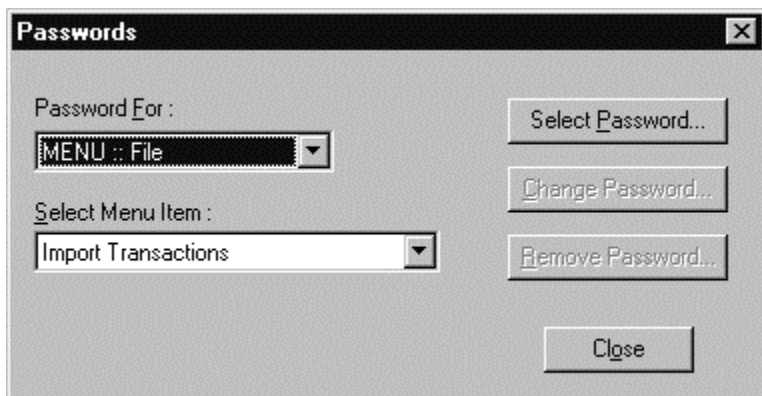 Passwords
Password For :
MENU :: File
Select Menu Item :
Import Transactions
Select Password...
Change Password...
Remove Password...
Close